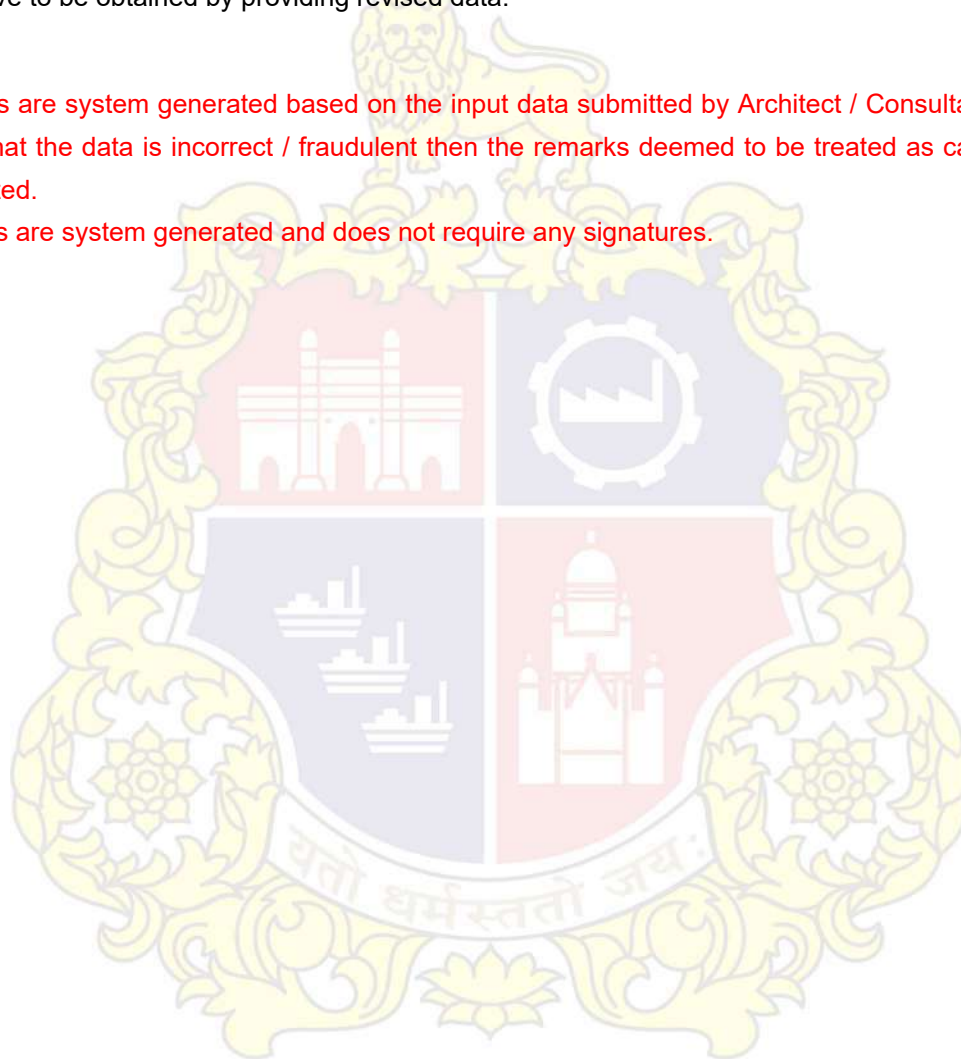 ve to be obtained by providing revised data.
s are system generated based on the input data submitted by Architect / Consulta
hat the data is incorrect / fraudulent then the remarks deemed to be treated as ca
ted.
s are system generated and does not require any signatures.
यतो धर्मस्ततो जय: